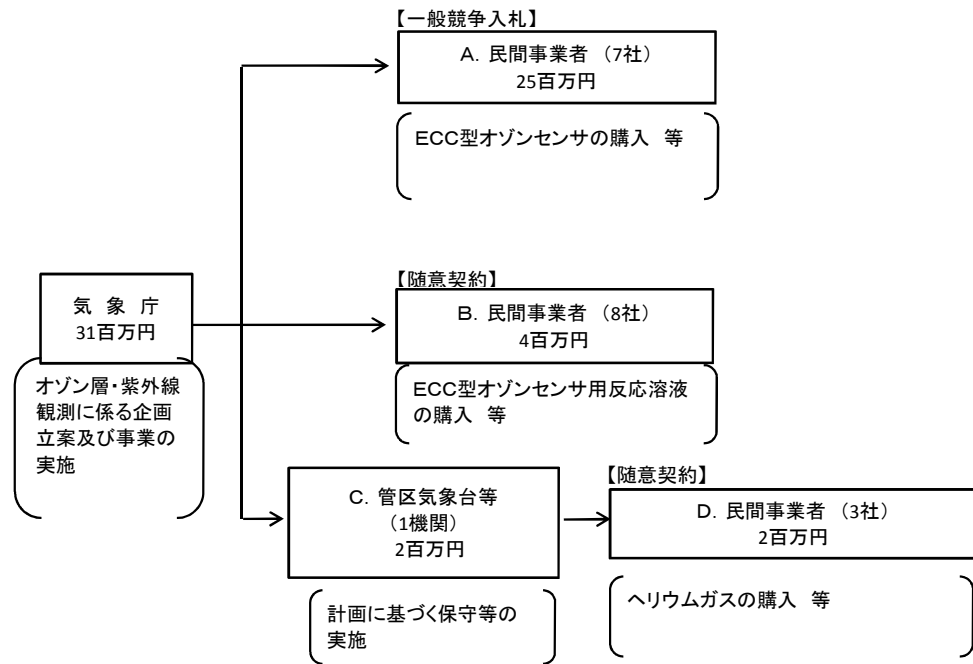 【一般競争入札】
A. 民間事業者 （7社）
25百万円
ECC型オゾンセンサの購入 等
気 象 庁
31百万円
オゾン層・紫外線
観測に係る企画
立案及び事業の
実施
【随意契約】
B. 民間事業者 （8社）
4百万円
ECC型オゾンセンサ用反応溶液
の購入 等
C. 管区気象台等
（1機関）
2百万円
計画に基づく保守等の
実施
【随意契約】
D. 民間事業者 （3社）
2百万円
ヘリウムガスの購入 等